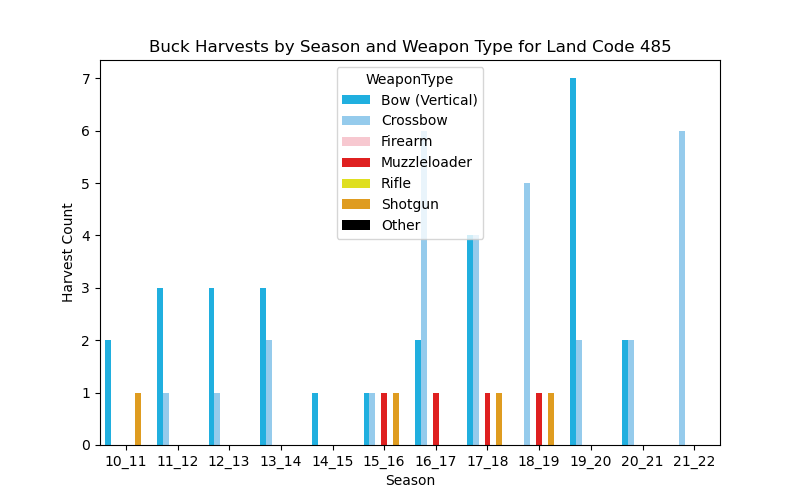 Buck Harvests by Season and Weapon Type for Land Code 485
WeaponType
Bow (Vertical)
Crossbow
Firearm
Muzzleloader
Rifle
Shotgun
Other
Harvest Count
7
6
5
4
3
2
1
0
10_11 11_12 12_13 13_14 14_15 15_16 16_17 17_18 18_19 19_20 20_21 21_22
Season